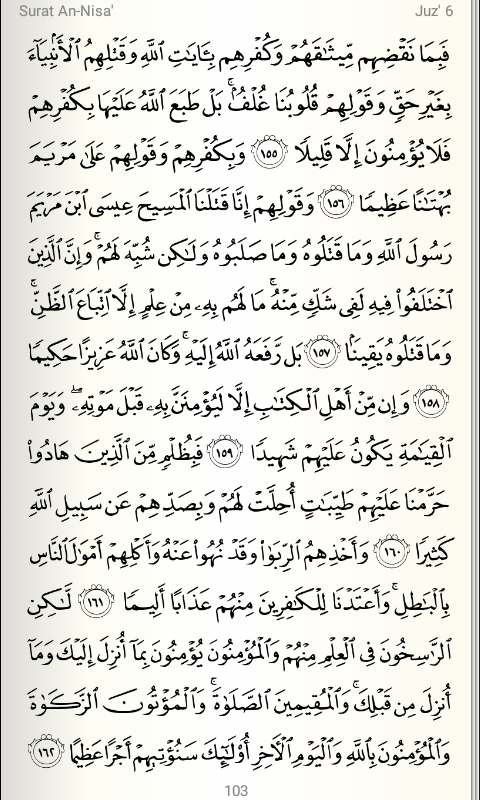 Surat An-Nisa' Juz' 6
فَبِمَا نَقْضِهِم مِّيثَٰقَهُمْ وَكُفْرِهِم بِـَٔايَٰتِ ٱللَّهِ وَقَتْلِهِمُ ٱلْأَنۢبِيَآءَ
بِغَيْرِ حَقٍّ وَقَوْلِهِمْ قُلُوبُنَا غُلْفٌۢ ۚ بَلْ طَبَعَ ٱللَّهُ عَلَيْهَا بِكُفْرِهِمْ
فَلَا يُؤْمِنُونَ إِلَّا قَلِيلًا ١٥٥ وَبِكُفْرِهِمْ وَقَوْلِهِمْ عَلَىٰ مَرْيَمَ
بُهْتَٰنًا عَظِيمًا ١٥٦ وَقَوْلِهِمْ إِنَّا قَتَلْنَا ٱلْمَسِيحَ عِيسَى ٱبْنَ مَرْيَمَ
رَسُولَ ٱللَّهِ وَمَا قَتَلُوهُ وَمَا صَلَبُوهُ وَلَٰكِن شُبِّهَ لَهُمْ ۚ وَإِنَّ ٱلَّذِينَ
ٱخْتَلَفُوا۟ فِيهِ لَفِى شَكٍّ مِّنْهُ ۚ مَا لَهُم بِهِۦ مِنْ عِلْمٍ إِلَّا ٱتِّبَاعَ ٱلظَّنِّ ۚ
وَمَا قَتَلُوهُ يَقِينًۢا ١٥٧ بَل رَّفَعَهُ ٱللَّهُ إِلَيْهِ ۚ وَكَانَ ٱللَّهُ عَزِيزًا حَكِيمًا
١٥٨ وَإِن مِّنْ أَهْلِ ٱلْكِتَٰبِ إِلَّا لَيُؤْمِنَنَّ بِهِۦ قَبْلَ مَوْتِهِۦ ۖ وَيَوْمَ
ٱلْقِيَٰمَةِ يَكُونُ عَلَيْهِمْ شَهِيدًا ١٥٩ فَبِظُلْمٍ مِّنَ ٱلَّذِينَ هَادُوا۟
حَرَّمْنَا عَلَيْهِمْ طَيِّبَٰتٍ أُحِلَّتْ لَهُمْ وَبِصَدِّهِمْ عَن سَبِيلِ ٱللَّهِ
كَثِيرًا ١٦٠ وَأَخْذِهِمُ ٱلرِّبَوٰا۟ وَقَدْ نُهُوا۟ عَنْهُ وَأَكْلِهِمْ أَمْوَٰلَ ٱلنَّاسِ
بِٱلْبَٰطِلِ ۚ وَأَعْتَدْنَا لِلْكَٰفِرِينَ مِنْهُمْ عَذَابًا أَلِيمًا ١٦١ لَّٰكِنِ
ٱلرَّٰسِخُونَ فِى ٱلْعِلْمِ مِنْهُمْ وَٱلْمُؤْمِنُونَ يُؤْمِنُونَ بِمَآ أُنزِلَ إِلَيْكَ وَمَآ
أُنزِلَ مِن قَبْلِكَ ۚ وَٱلْمُقِيمِينَ ٱلصَّلَوٰةَ ۚ وَٱلْمُؤْتُونَ ٱلزَّكَوٰةَ
وَٱلْمُؤْمِنُونَ بِٱللَّهِ وَٱلْيَوْمِ ٱلْـَٔاخِرِ أُو۟لَٰٓئِكَ سَنُؤْتِيهِمْ أَجْرًا عَظِيمًا ١٦٢
103